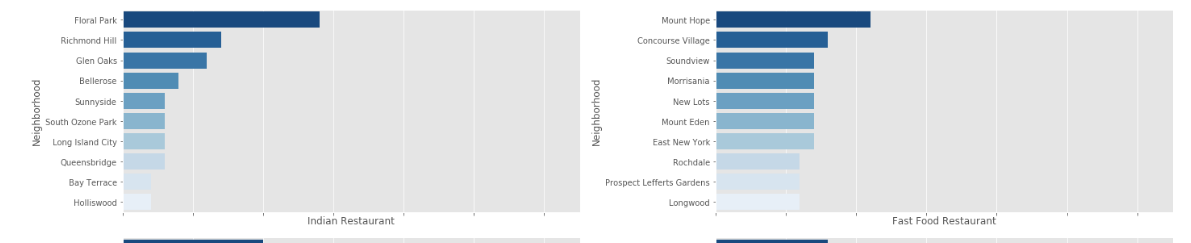 Floral Park
Richmond Hill
Glen Oaks
Bellerose
Sunnyside
South Ozone Park
Long Island City
Queensbridge
Bay Terrace
Holliswood
Neighborhood
Indian Restaurant
Mount Hope
Concourse Village
Soundview
Morrisania
New Lots
Mount Eden
East New York
Rochdale
Prospect Lefferts Gardens
Longwood
Neighborhood
Fast Food Restaurant